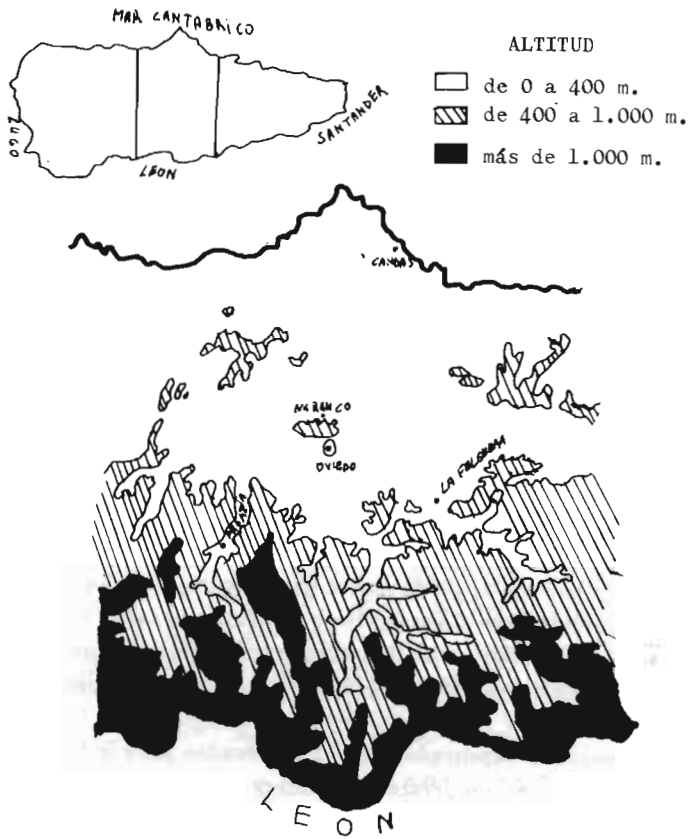 MAR CANTABRICO
LUGO
LEON
SANTANDER
ALTITUD
de 0 a 400 m.
de 400 a 1.000 m.
más de 1.000 m.
CANDAS
NARANCO
OVIEDO
LA FELGUERA
LEON